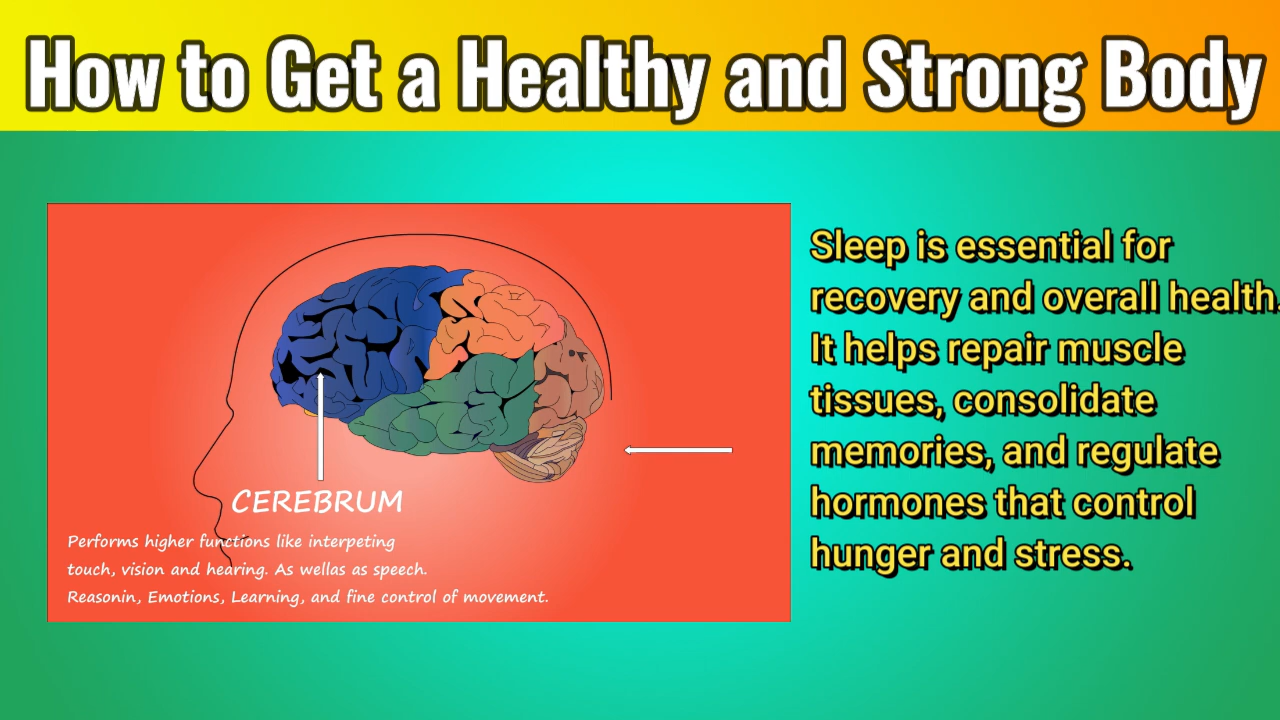 How to Get a Healthy and Strong Body
CEREBRUM
Performs higher functions like interpeting
touch, vision and hearing. As wellas as speech.
Reasonin, Emotions, Learning, and fine control of movement.
Sleep is essential for
recovery and overall health.
It helps repair muscle
tissues, consolidate
memories, and regulate
hormones that control
hunger and stress.